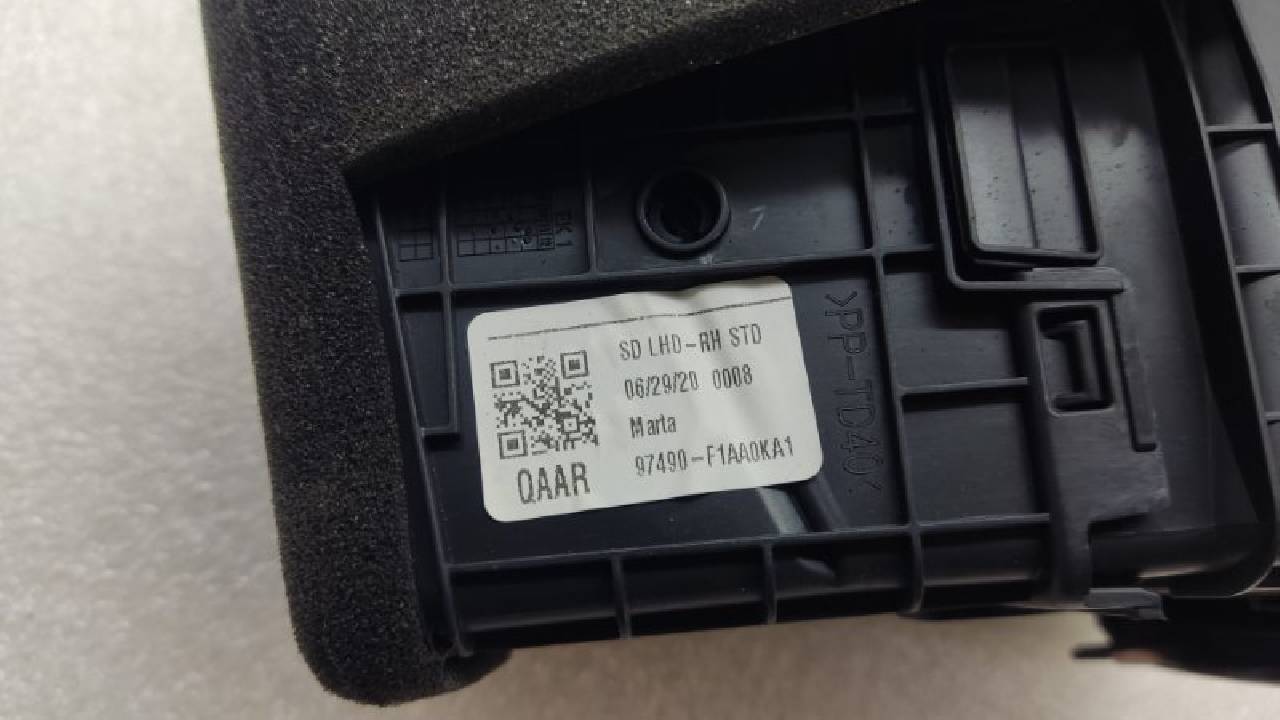 SD LHD-RH STD
06/29/20 0008
Marta
97490-F1AA0KA1
QAAR
>PP-TD40<